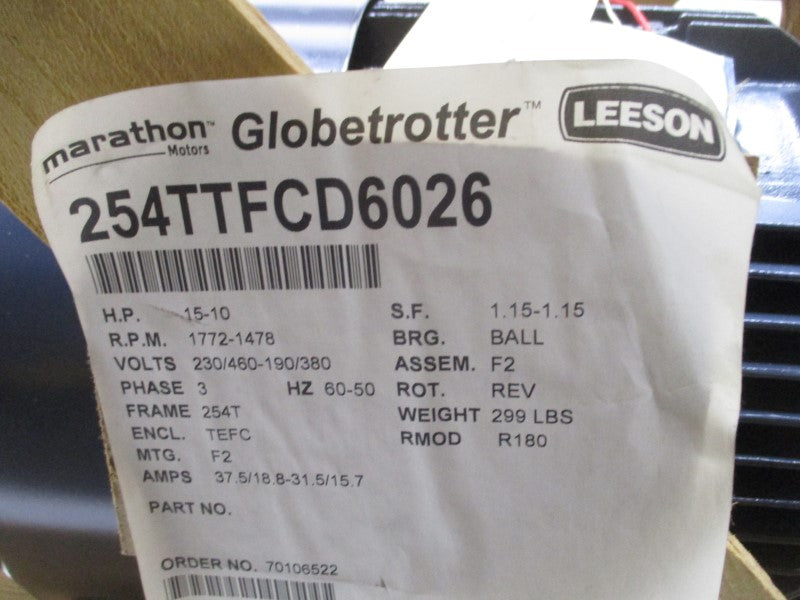 marathon™ Motors Globetrotter™ LEESON
254TTFCD6026
H.P. 15-10 S.F. 1.15-1.15
R.P.M. 1772-1478 BRG. BALL
VOLTS 230/460-190/380 ASSEM. F2
PHASE 3 HZ 60-50 ROT. REV
FRAME 254T WEIGHT 299 LBS
ENCL. TEFC RMOD R180
MTG. F2
AMPS 37.5/18.8-31.5/15.7
PART NO.
ORDER NO. 70106522